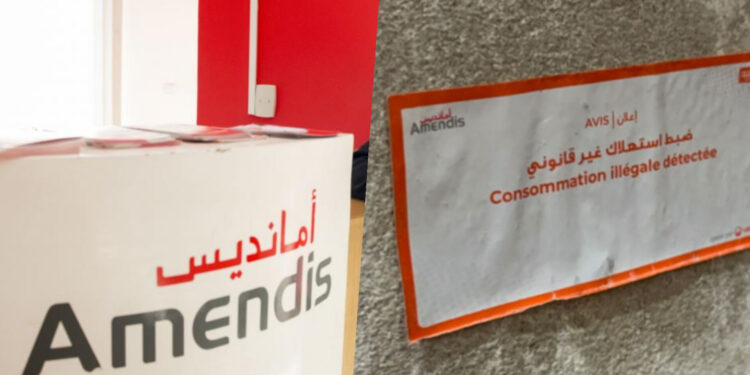 أمانديس
Amendis
أمانديس
Amendis
إعلان | AVIS
ضبط استهلاك غير قانوني
Consommation illégale détectée